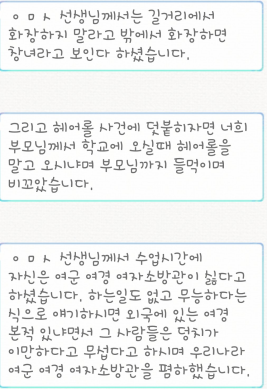 ㅇ ㅁ ㅅ 선생님께서는 길거리에서
화장하지 말라고 밖에서 화장하면
창녀라고 보인다 하셨습니다.
그리고 헤어롤 사건에 덧붙히자면 너희
부모님께서 학교에 오실때 헤어롤을
말고 오시냐며 부모님까지 들먹이며
비꼬았습니다.
ㅇ ㅁ ㅅ 선생님께서 수업시간에
자신은 여군 여경 여자소방관이 싫다고
하셨습니다. 하는일도 없고 무능하다는
식으로 얘기하시면 외국에 있는 여경
본적 있냐면서 그 사람들은 덩치가
이만하다고 무섭다고 하시며 우리나라
여군 여경 여자소방관을 폄하했습니다.